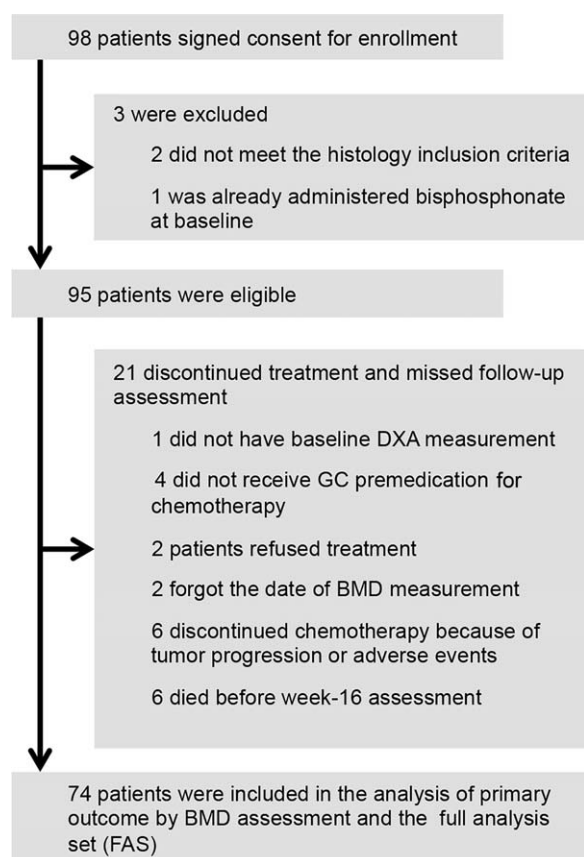 98 patients signed consent for enrollment
3 were excluded
2 did not meet the histology inclusion criteria
1 was already administered bisphosphonate
at baseline
95 patients were eligible
21 discontinued treatment and missed follow-up
assessment
1 did not have baseline DXA measurement
4 did not receive GC premedication for
chemotherapy
2 patients refused treatment
2 forgot the date of BMD measurement
6 discontinued chemotherapy because of
tumor progression or adverse events
6 died before week-16 assessment
74 patients were included in the analysis of primary
outcome by BMD assessment and the full analysis
set (FAS)